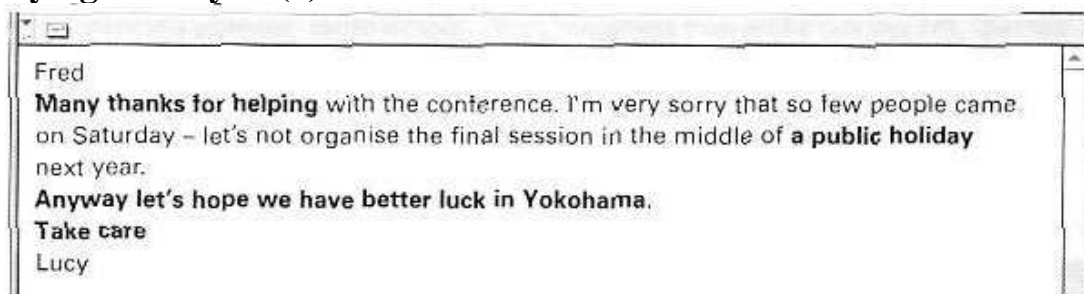 Fred
Many thanks for helping with the conference. I'm very sorry that so few people came
on Saturday – let's not organise the final session in the middle of a public holiday
next year.
Anyway let's hope we have better luck in Yokohama.
Take care
Lucy